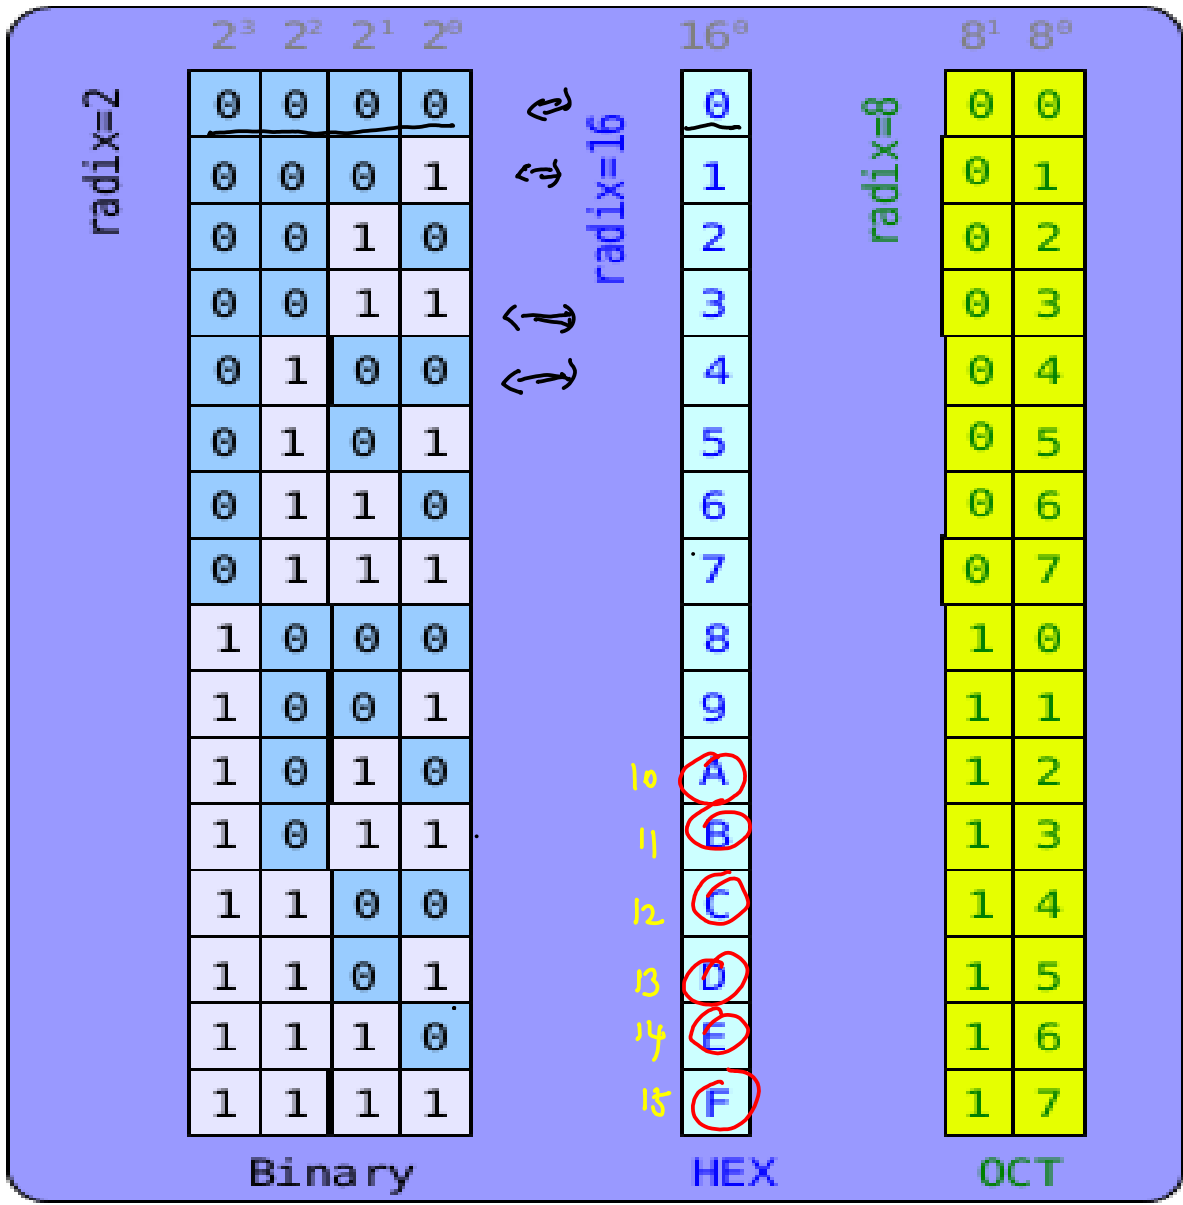 2³ 2² 2¹ 2⁰ 16⁰ 8¹ 8⁰
radix=2
radix=16
radix=8
0 0 0 0 0 0 0
0 0 0 1 1 0 1
0 0 1 0 2 0 2
0 0 1 1 3 0 3
0 1 0 0 4 0 4
0 1 0 1 5 0 5
0 1 1 0 6 0 6
0 1 1 1 7 0 7
1 0 0 0 8 1 0
1 0 0 1 9 1 1
1 0 1 0 10 A 1 2
1 0 1 1 11 B 1 3
1 1 0 0 12 C 1 4
1 1 0 1 13 D 1 5
1 1 1 0 14 E 1 6
1 1 1 1 15 F 1 7
Binary HEX OCT